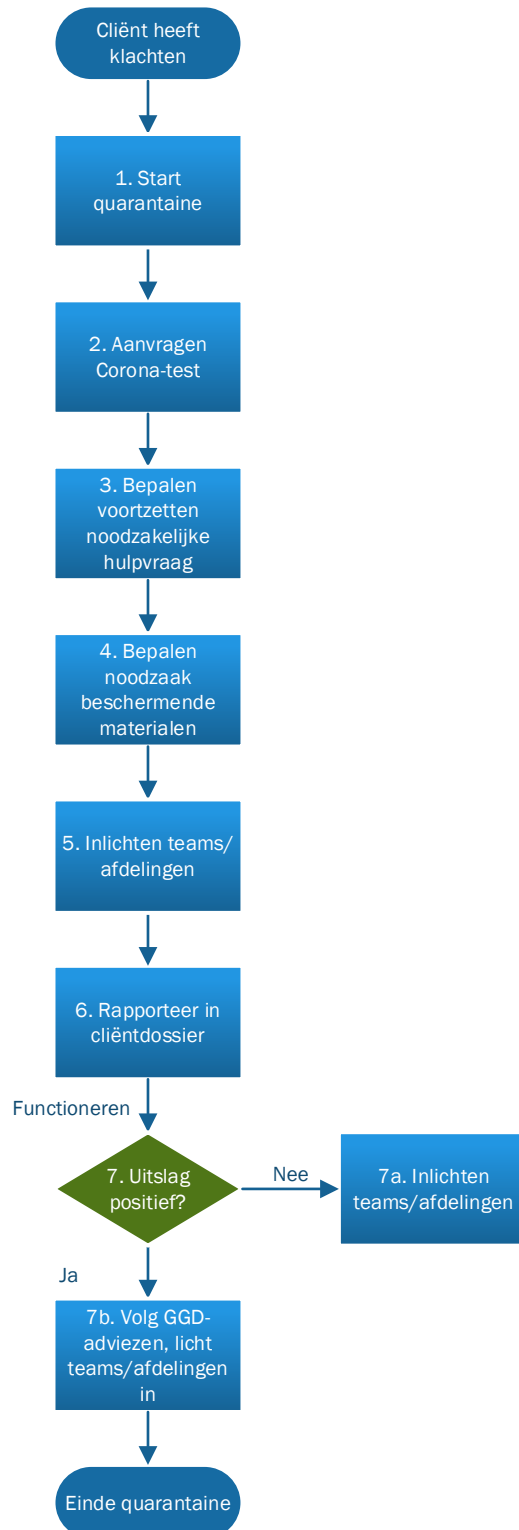 Cliënt heeft
klachten
1. Start
quarantaine
2. Aanvragen
Corona-test
3. Bepalen
voortzetten
noodzakelijke
hulpvraag
4. Bepalen
noodzaak
beschermende
materialen
5. Inlichten teams/
afdelingen
6. Rapporteer in
cliëntdossier
Functioneren
7. Uitslag
positief?
Nee
7a. Inlichten
teams/afdelingen
Ja
7b. Volg GGD-
adviezen, licht
teams/afdelingen
in
Einde quarantaine